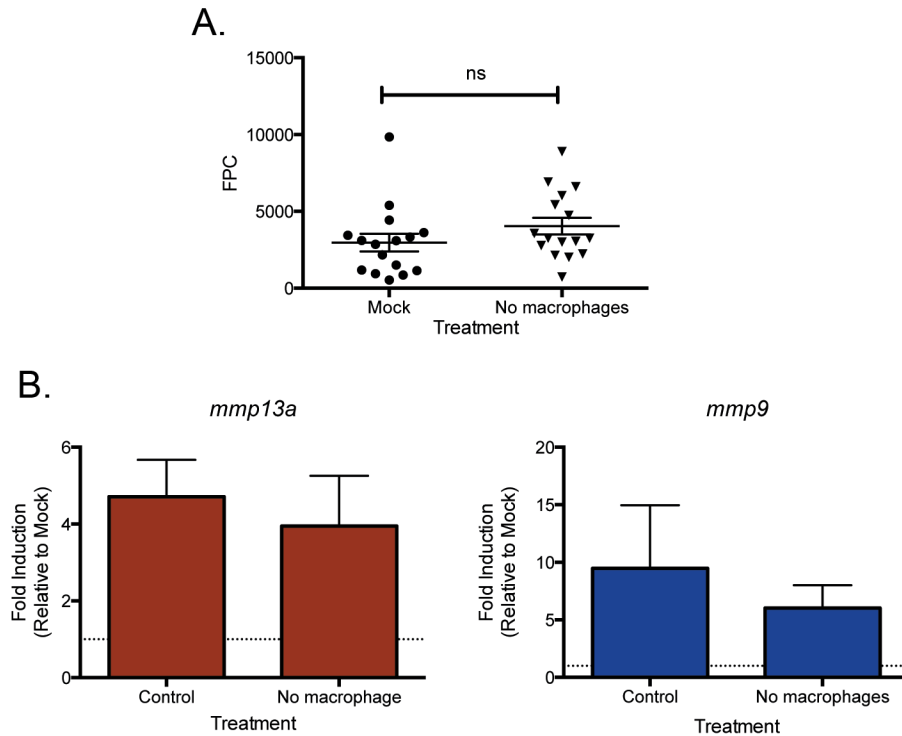 A.
15000
10000
5000
0
FPC
ns
Mock
No macrophages
Treatment
B.
mmp13a
6
4
2
0
Fold Induction
(Relative to Mock)
Control
No macrophage
Treatment
mmp9
20
15
10
5
0
Fold Induction
(Relative to Mock)
Control
No macrophages
Treatment